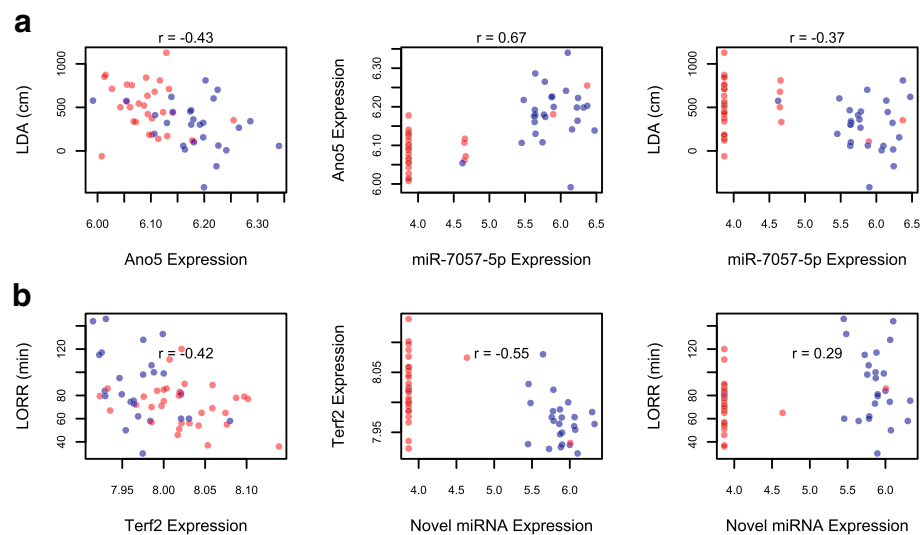 a
r = -0.43
LDA (cm)
1000
500
0
6.00
6.10
6.20
6.30
Ano5 Expression
r = 0.67
Ano5 Expression
6.30
6.20
6.10
6.00
4.0
4.5
5.0
5.5
6.0
6.5
miR-7057-5p Expression
r = -0.37
LDA (cm)
1000
500
0
4.0
4.5
5.0
5.5
6.0
6.5
miR-7057-5p Expression
b
r = -0.42
LORR (min)
120
80
60
40
7.95
8.00
8.05
8.10
Terf2 Expression
r = -0.55
Terf2 Expression
8.05
7.95
4.0
4.5
5.0
5.5
6.0
Novel miRNA Expression
r = 0.29
LORR (min)
120
80
60
40
4.0
4.5
5.0
5.5
6.0
Novel miRNA Expression